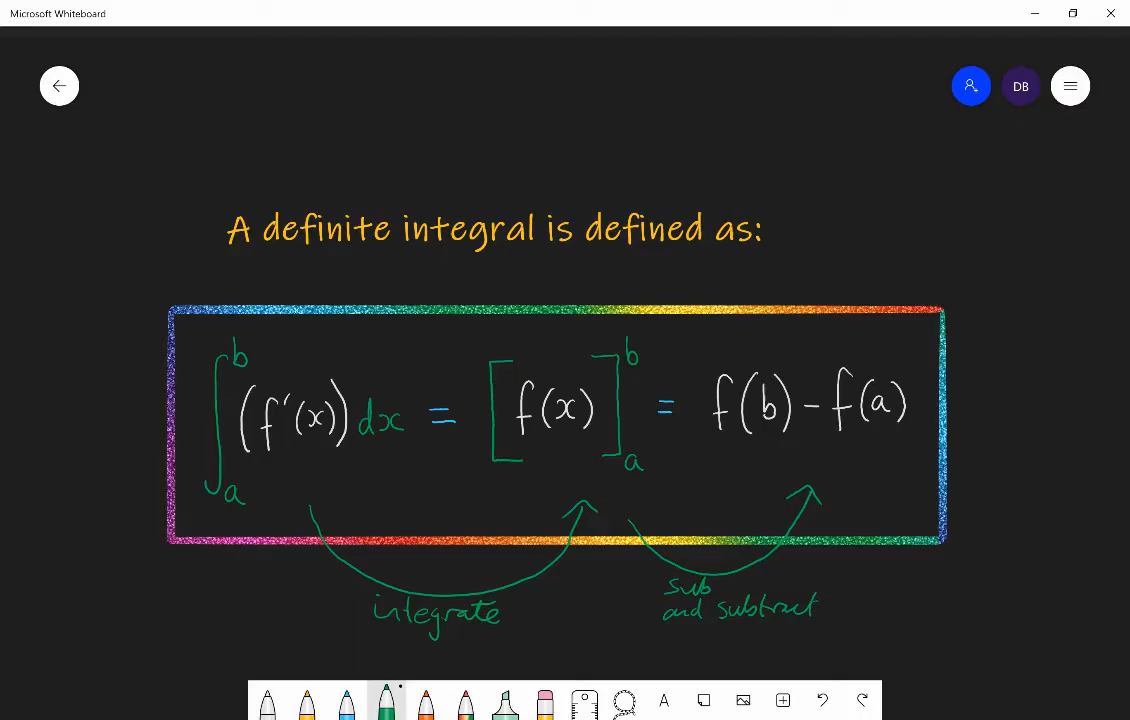 Microsoft Whiteboard
DB
A definite integral is defined as:
∫ₐᵇ (f′(x)) dx = [f(x)]ₐᵇ = f(b) − f(a)
integrate
sub
and subtract
A